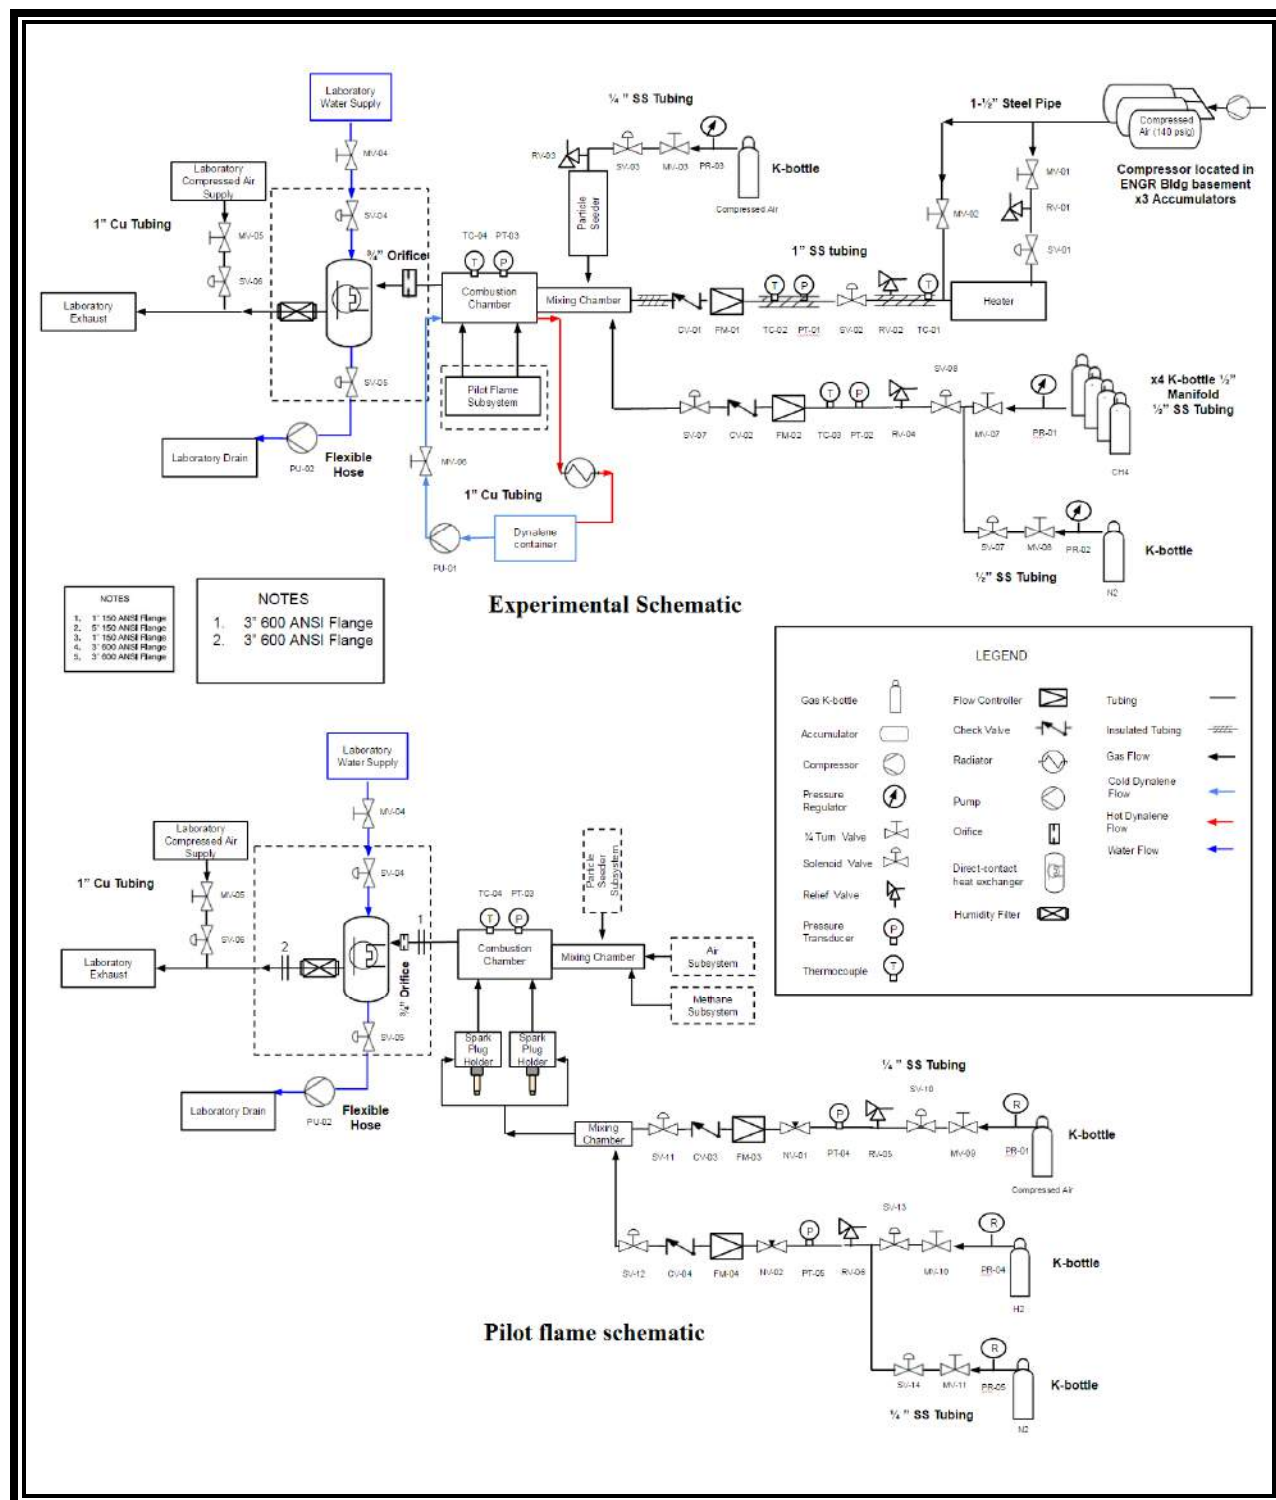 Laboratory
Water Supply
MV-04
Laboratory
Compressed Air
Supply
1" Cu Tubing
MV-05
SV-04
SV-06
¾" Orifice
Laboratory
Exhaust
SV-05
Laboratory Drain
PU-02
Flexible
Hose
¼ " SS Tubing
RV-03
SV-03
MV-03
PR-03
K-bottle
Compressed Air
Particle
Seeder
TC-04
PT-03
Combustion
Chamber
Mixing Chamber
Pilot Flame
Subsystem
MV-06
1" Cu Tubing
PU-01
Dynalene
container
1-½" Steel Pipe
Compressed
Air (140 psig)
Compressor located in
ENGR Bldg basement
x3 Accumulators
MV-01
RV-01
MV-02
SV-01
1" SS tubing
Heater
CV-01
FM-01
TC-02
PT-01
SV-02
RV-02
TC-01
SV-08
x4 K-bottle ½"
Manifold
½" SS Tubing
SV-07
CV-02
FM-02
TC-03
PT-02
RV-04
MV-07
PR-01
CH4
SV-07
MV-08
PR-02
K-bottle
½" SS Tubing
N2
Experimental Schematic
NOTES
1. 1" 150 ANSI Flange
2. 5" 150 ANSI Flange
3. 1" 150 ANSI Flange
4. 3" 600 ANSI Flange
5. 3" 600 ANSI Flange
NOTES
1. 3" 600 ANSI Flange
2. 3" 600 ANSI Flange
LEGEND
Gas K-bottle
Flow Controller
Tubing
Accumulator
Check Valve
Insulated Tubing
Compressor
Radiator
Gas Flow
Pressure
Regulator
Pump
Cold Dynalene
Flow
¼ Turn Valve
Orifice
Hot Dynalene
Flow
Solenoid Valve
Direct-contact
heat exchanger
Water Flow
Relief Valve
Humidity Filter
Pressure
Transducer
Thermocouple
T
P
Laboratory
Water Supply
MV-04
Laboratory
Compressed Air
Supply
1" Cu Tubing
MV-05
SV-04
SV-06
1
2
¾" Orifice
Laboratory
Exhaust
SV-05
Laboratory Drain
PU-02
Flexible
Hose
Particle
Seeder
Subsystem
TC-04
PT-03
T
P
Combustion
Chamber
Mixing Chamber
Air
Subsystem
Methane
Subsystem
Spark
Plug
Holder
Spark
Plug
Holder
¼ " SS Tubing
SV-10
Mixing
Chamber
SV-11
CV-03
FM-03
NV-01
PT-04
RV-05
MV-09
PR-01
K-bottle
Compressed Air
SV-13
SV-12
CV-04
FM-04
NV-02
PT-05
RV-06
MV-10
PR-04
K-bottle
H2
Pilot flame schematic
SV-14
MV-11
PR-05
K-bottle
¼ " SS Tubing
N2